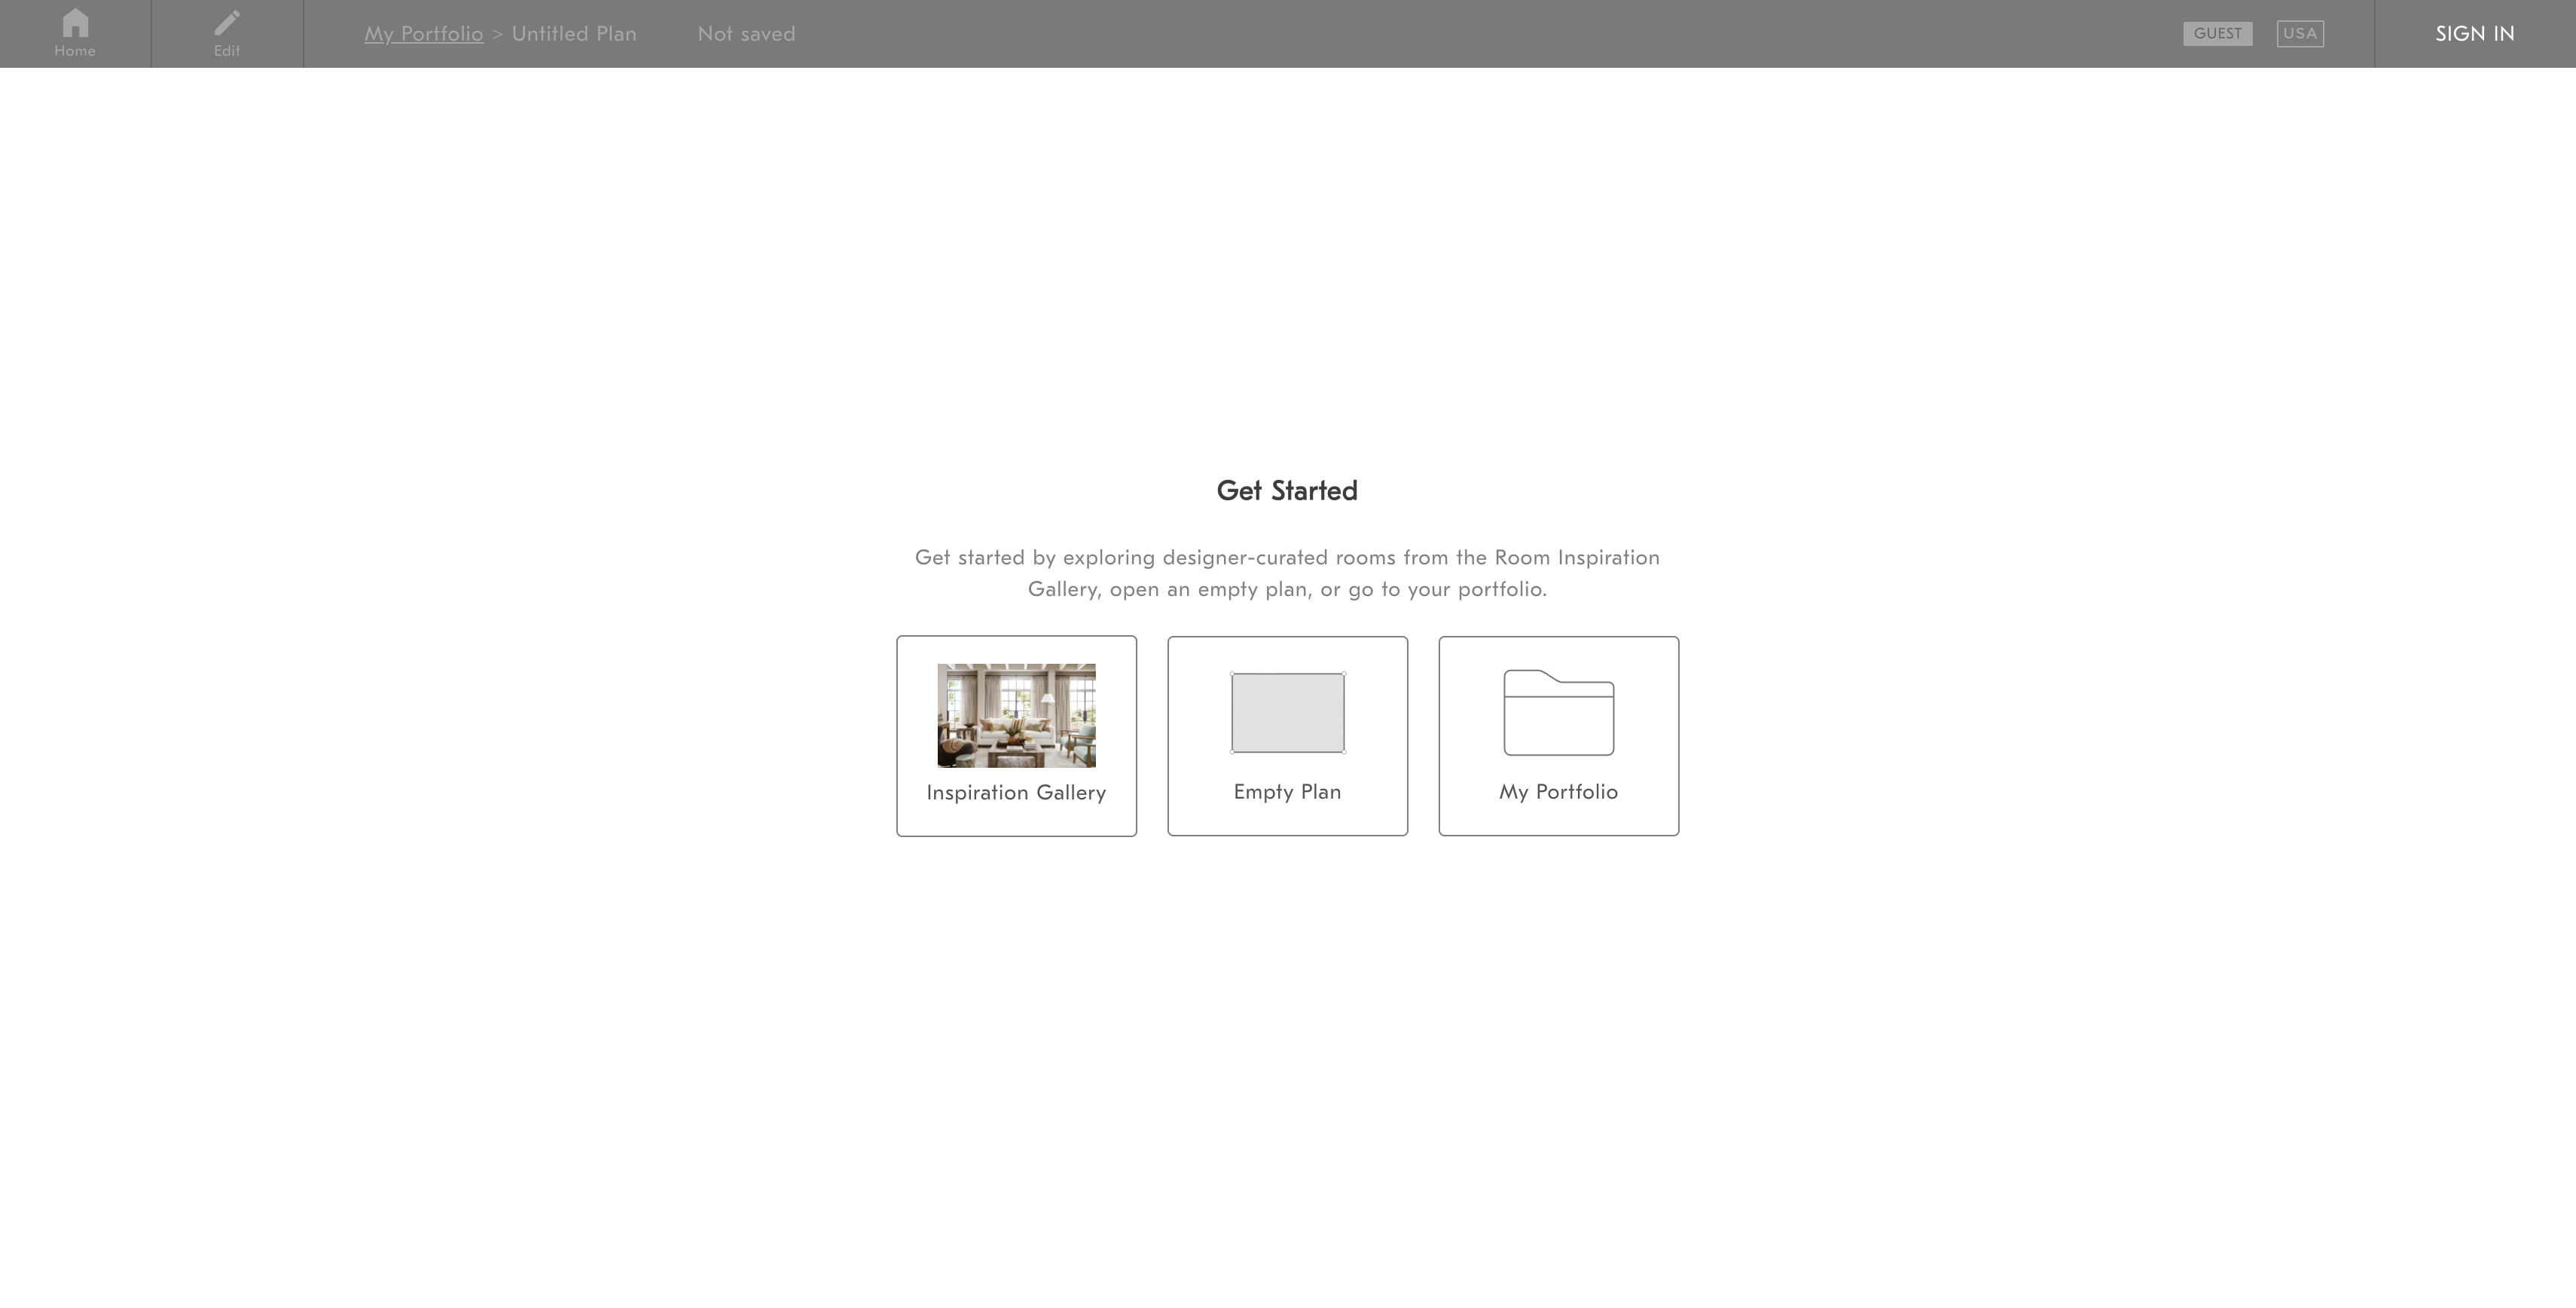 Home
Edit
My Portfolio > Untitled Plan
Not saved
GUEST
USA
SIGN IN
Get Started
Get started by exploring designer-curated rooms from the Room Inspiration
Gallery, open an empty plan, or go to your portfolio.
Inspiration Gallery
Empty Plan
My Portfolio